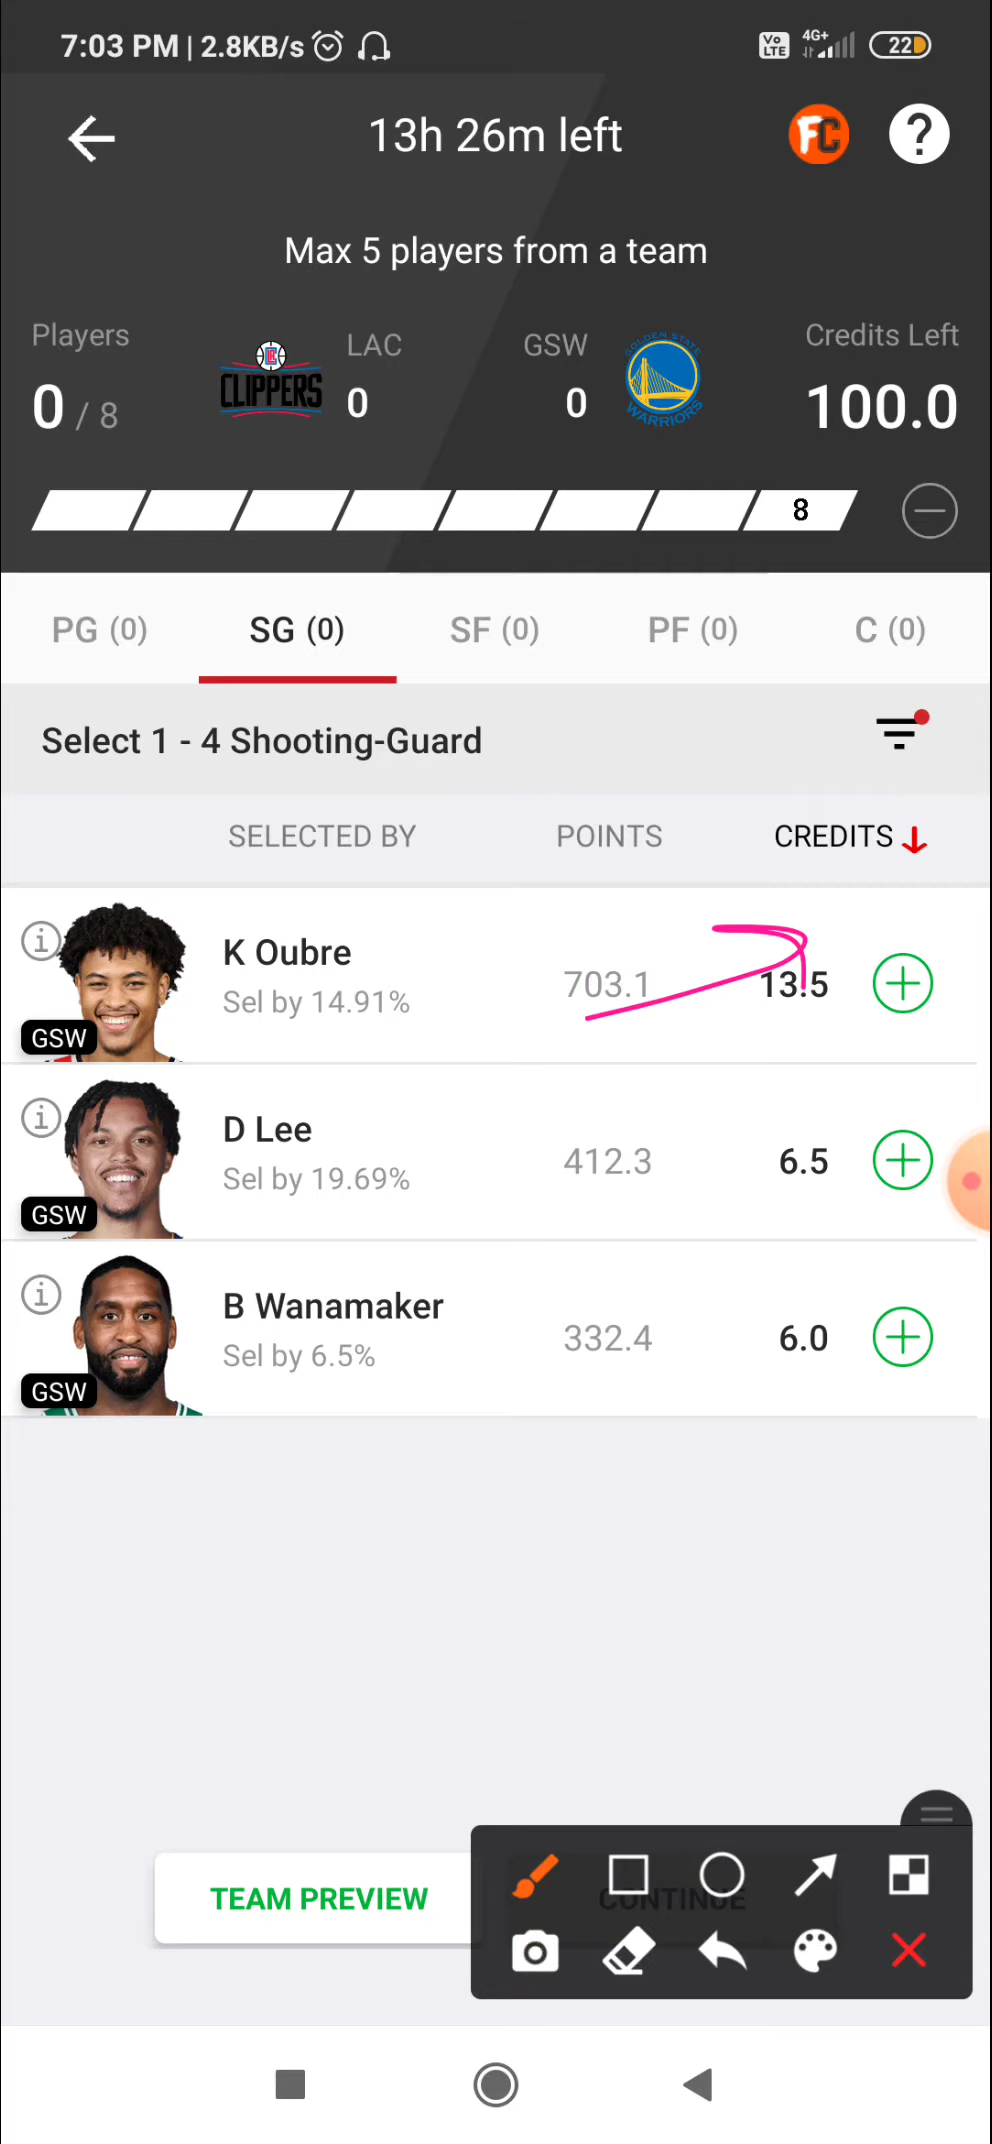 7:03 PM | 2.8KB/s
Vo LTE 4G+ 22
13h 26m left
FC ?
Max 5 players from a team
Players LAC GSW Credits Left
CLIPPERS
GOLDEN STATE
WARRIORS
0 / 8 0 0 100.0
8
PG (0) SG (0) SF (0) PF (0) C (0)
Select 1 - 4 Shooting-Guard
SELECTED BY POINTS CREDITS
K Oubre
Sel by 14.91% 703.1 13.5
GSW
D Lee
Sel by 19.69% 412.3 6.5
GSW
B Wanamaker
Sel by 6.5% 332.4 6.0
GSW
TEAM PREVIEW CONTINUE